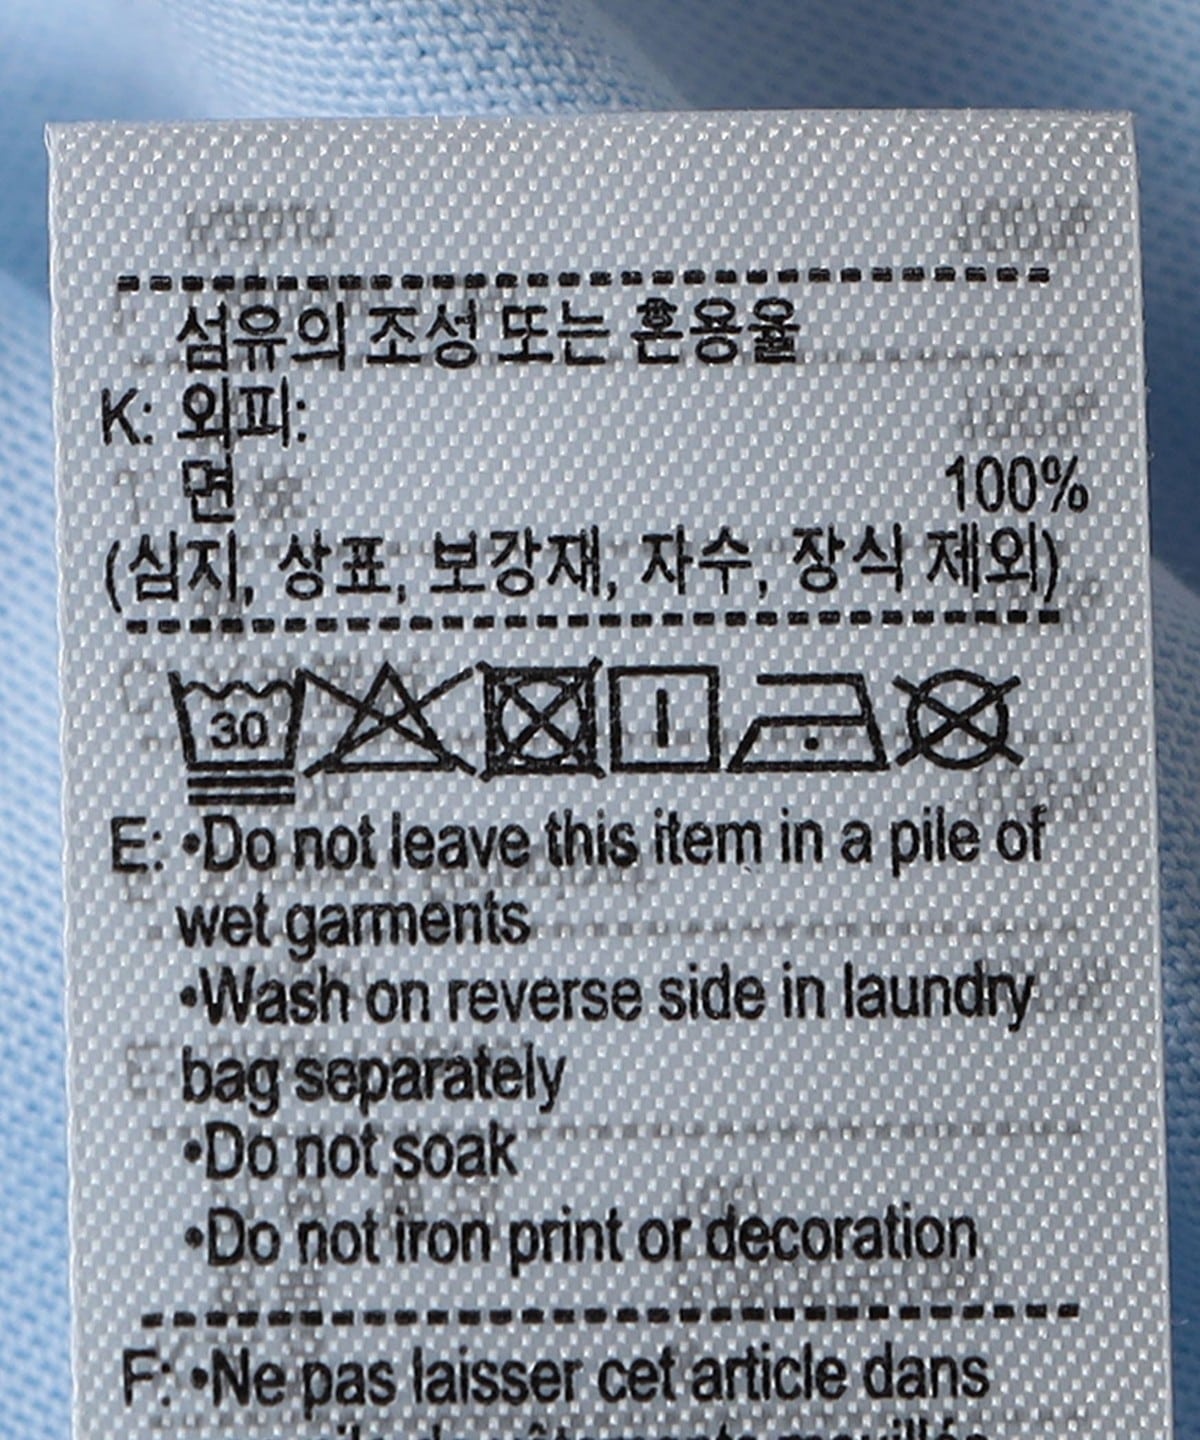 섬유의 조성 또는 혼용율
K: 외피:
면 100%
(심지, 상표, 보강재, 자수, 장식 제외)
30
E: •Do not leave this item in a pile of
wet garments
•Wash on reverse side in laundry
bag separately
•Do not soak
•Do not iron print or decoration
F: •Ne pas laisser cet article dans